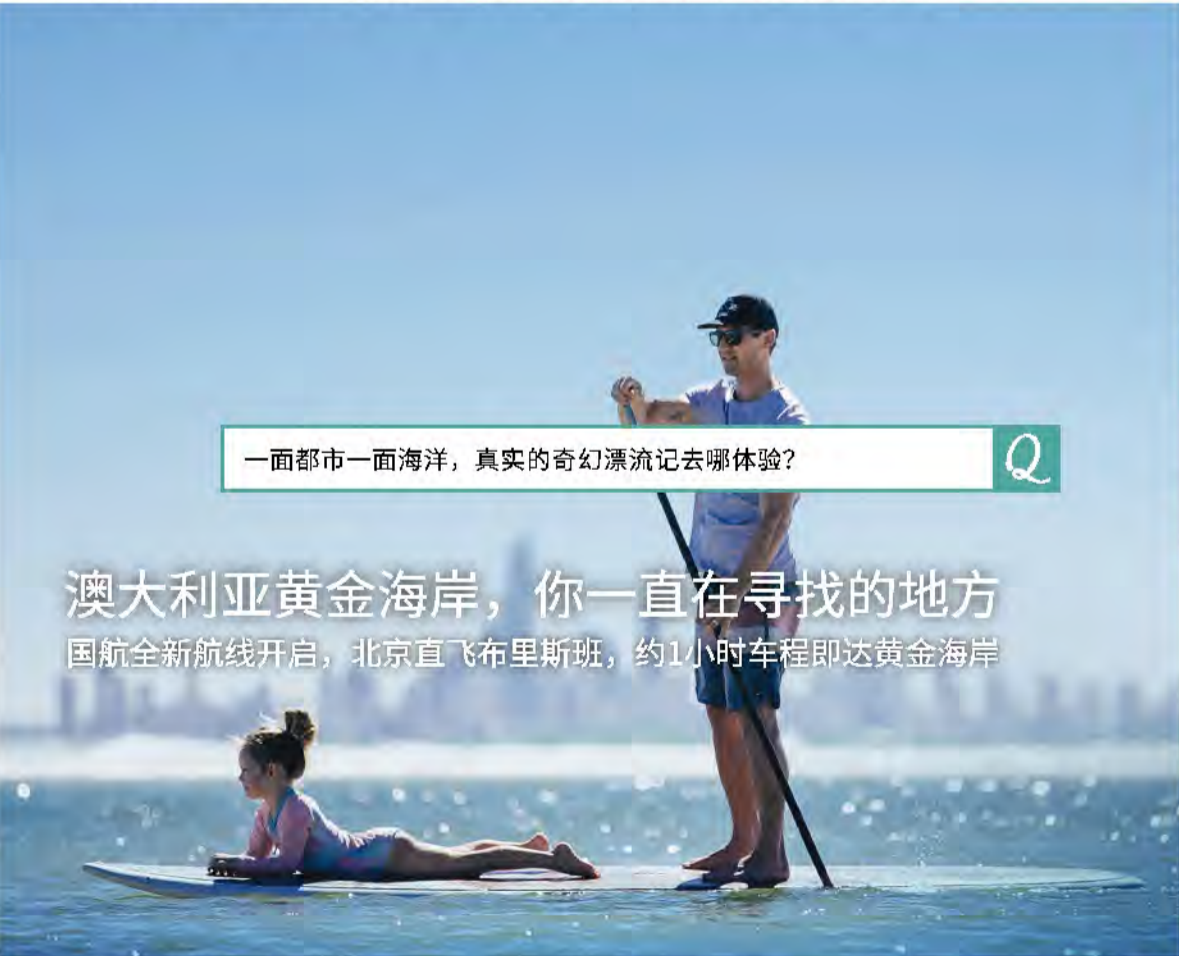 一面都市一面海洋，真实的奇幻漂流记去哪体验？
Q
澳大利亚黄金海岸，你一直在寻找的地方
国航全新航线开启，北京直飞布里斯班，约1小时车程即达黄金海岸